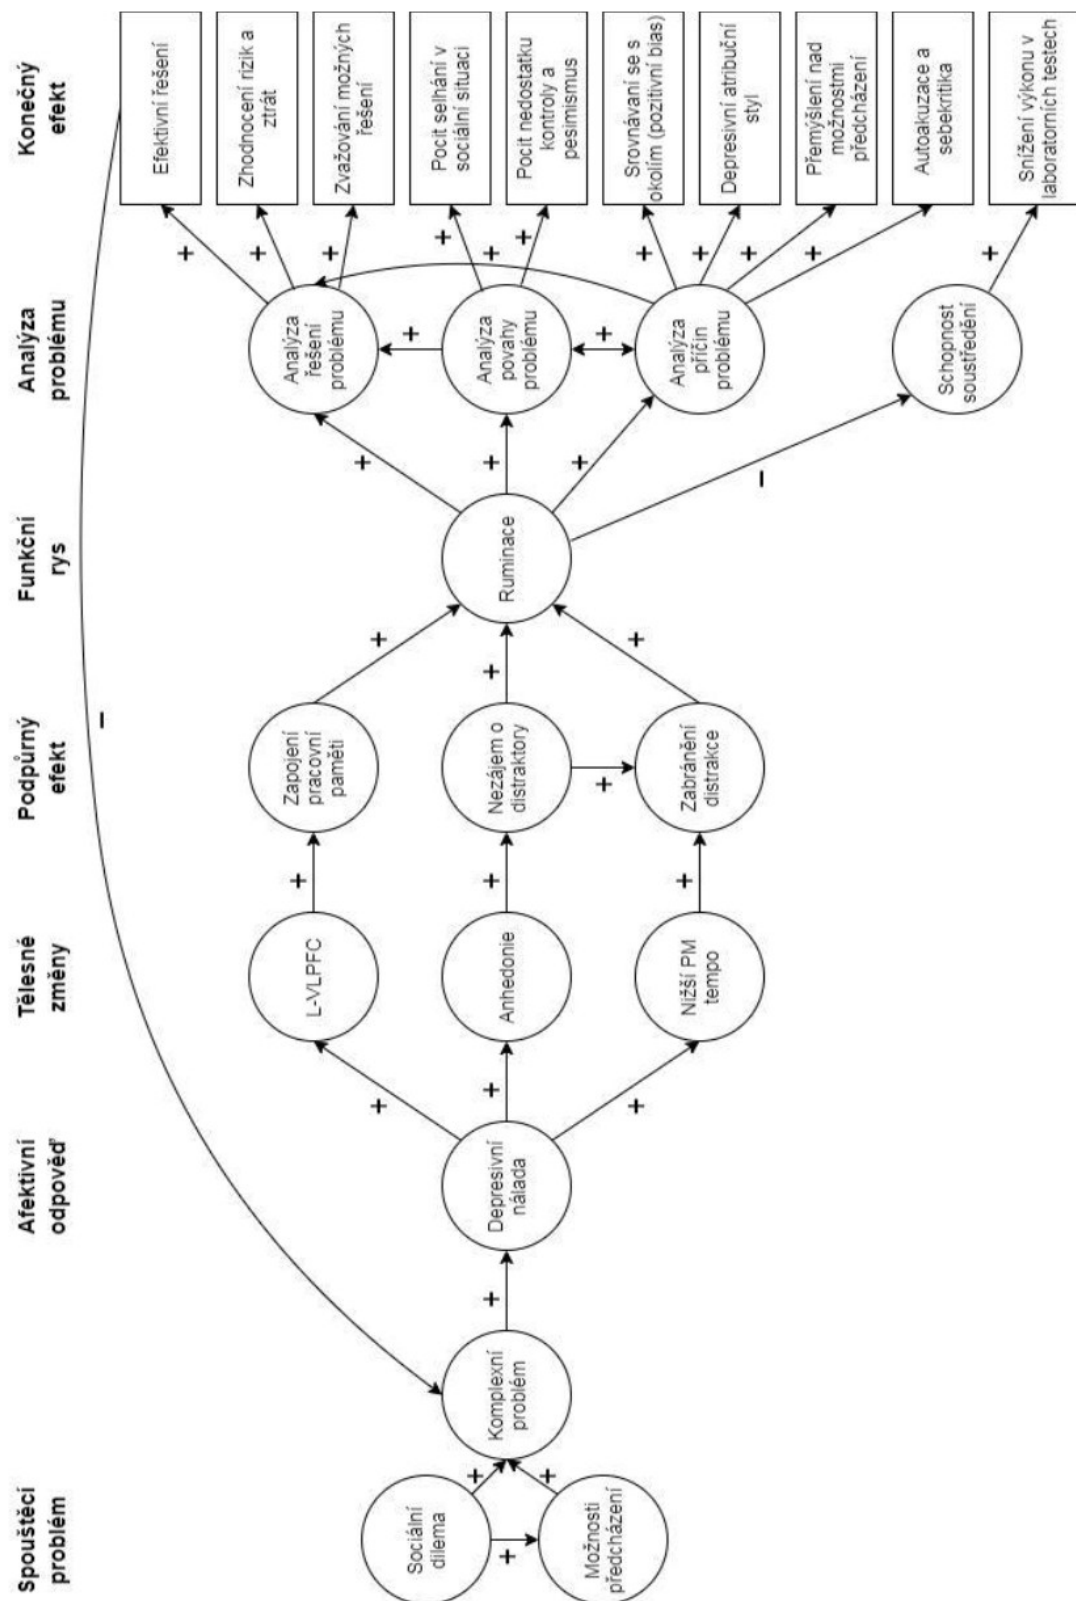 Spouštěcí
problém
Afektivní
odpověď
Tělesné
změny
Podpůrný
efekt
Funkční
rys
Analýza
problému
Konečný
efekt
Sociální
dilema
+
Možnosti
předcházení
+
+
Komplexní
problém
+
Depresivní
nálada
+
+
+
L-VLPFC
Anhedonie
Nižší PM
tempo
+
+
+
Zapojení
pracovní
paměti
Nezájem o
distraktory
+
Zabránění
distrakce
+
+
+
Ruminace
+
+
+
–
Analýza
řešení
problému
+
Analýza
povahy
problému
+
Analýza
příčin
problému
Schopnost
soustředění
+
+
+
+
+
+
+
+
+
+
+
Efektivní řešení
Zhodnocení rizik a
ztrát
Zvažování možných
řešení
Pocit selhání v
sociální situaci
Pocit nedostatku
kontroly a
pesimismus
Srovnávaní se s
okolím (pozitivní bias)
Depresivní atribuční
styl
Přemýšlení nad
možnostmi
předcházení
Autoakuzace a
sebekritika
Snížení výkonu v
laboratorních testech
–